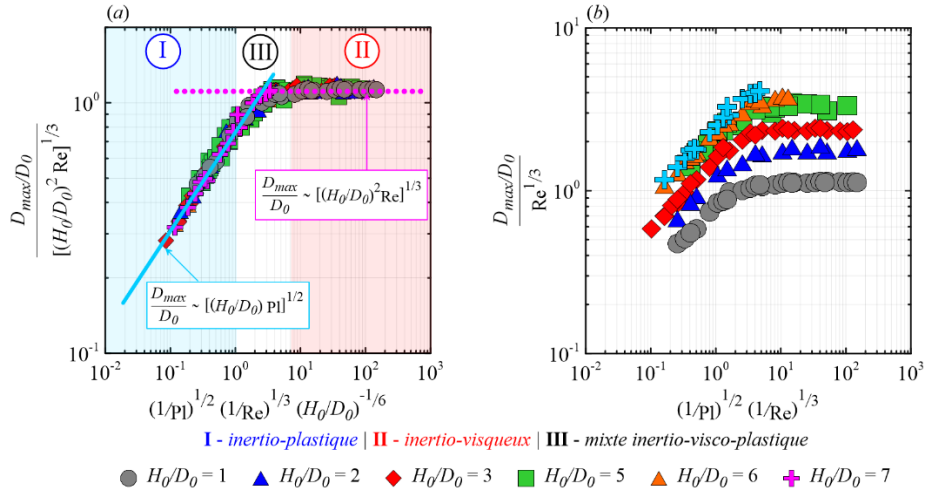 (a)
(b)
I
III
II
D_max/D_0
[(H_0/D_0)^2 Re]^{1/3}
10^0
10^{-1}
D_max/D_0 ~ [(H_0/D_0)^2 Re]^{1/3}
D_max/D_0 ~ [(H_0/D_0) Pl]^{1/2}
10^{-2} 10^{-1} 10^0 10^1 10^2 10^3
(1/Pl)^{1/2} (1/Re)^{1/3} (H_0/D_0)^{-1/6}
D_max/D_0
Re^{1/3}
10^1
10^0
10^{-1}
10^{-2} 10^{-1} 10^0 10^1 10^2 10^3
(1/Pl)^{1/2} (1/Re)^{1/3}
I - inertio-plastique | II - inertio-visqueux | III - mixte inertio-visco-plastique
H_0/D_0 = 1 H_0/D_0 = 2 H_0/D_0 = 3 H_0/D_0 = 5 H_0/D_0 = 6 H_0/D_0 = 7